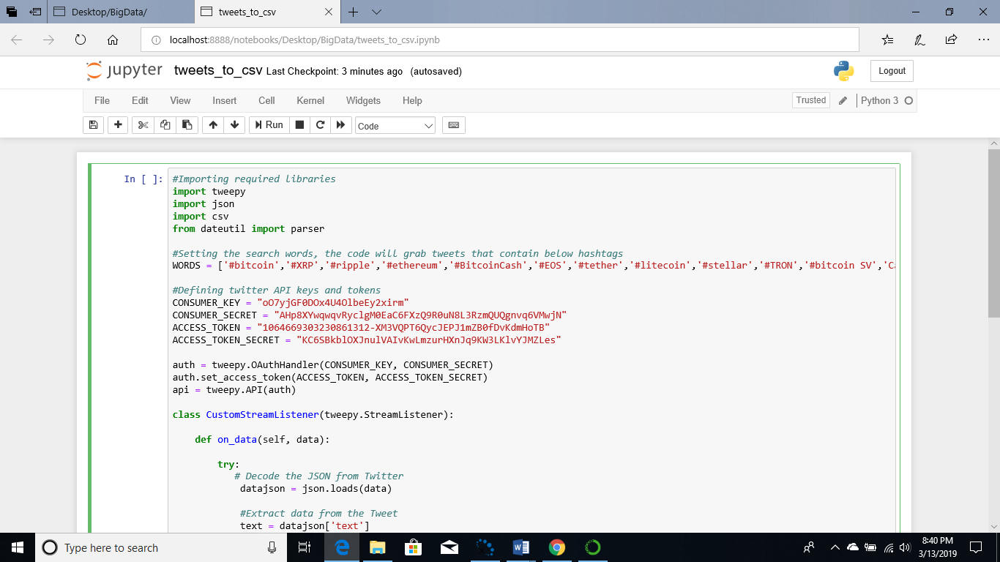 Desktop/BigData/
tweets_to_csv
localhost:8888/notebooks/Desktop/BigData/tweets_to_csv.ipynb
jupyter tweets_to_csv Last Checkpoint: 3 minutes ago (autosaved)
Logout
File Edit View Insert Cell Kernel Widgets Help
Trusted
Python 3
Run
Code
In [ ]:
#Importing required libraries
import tweepy
import json
import csv
from dateutil import parser
#Setting the search words, the code will grab tweets that contain below hashtags
WORDS = ['#bitcoin','#XRP','#ripple','#ethereum','#BitcoinCash','#EOS','#tether','#litecoin','#stellar','#TRON','#bitcoin SV',
#Defining twitter API keys and tokens
CONSUMER_KEY = "oO7yjGF0DOx4U4OlbeEy2xirm"
CONSUMER_SECRET = "AHp8XYwqwqvRyclgM0EaC6FXzQ9R0uN8L3RzmQUQgnvq6VMwjN"
ACCESS_TOKEN = "1064669303230861312-XM3VQPT6QycJEPJ1mZB0fDvKdmHoTB"
ACCESS_TOKEN_SECRET = "KC6SBkblOXJnulVAIvKwLmzurHXnJq9KW3LKlvYJMZLes"
auth = tweepy.OAuthHandler(CONSUMER_KEY, CONSUMER_SECRET)
auth.set_access_token(ACCESS_TOKEN, ACCESS_TOKEN_SECRET)
api = tweepy.API(auth)
class CustomStreamListener(tweepy.StreamListener):
def on_data(self, data):
try:
# Decode the JSON from Twitter
datajson = json.loads(data)
#Extract data from the Tweet
text = datajson['text']
Type here to search
8:40 PM
3/13/2019